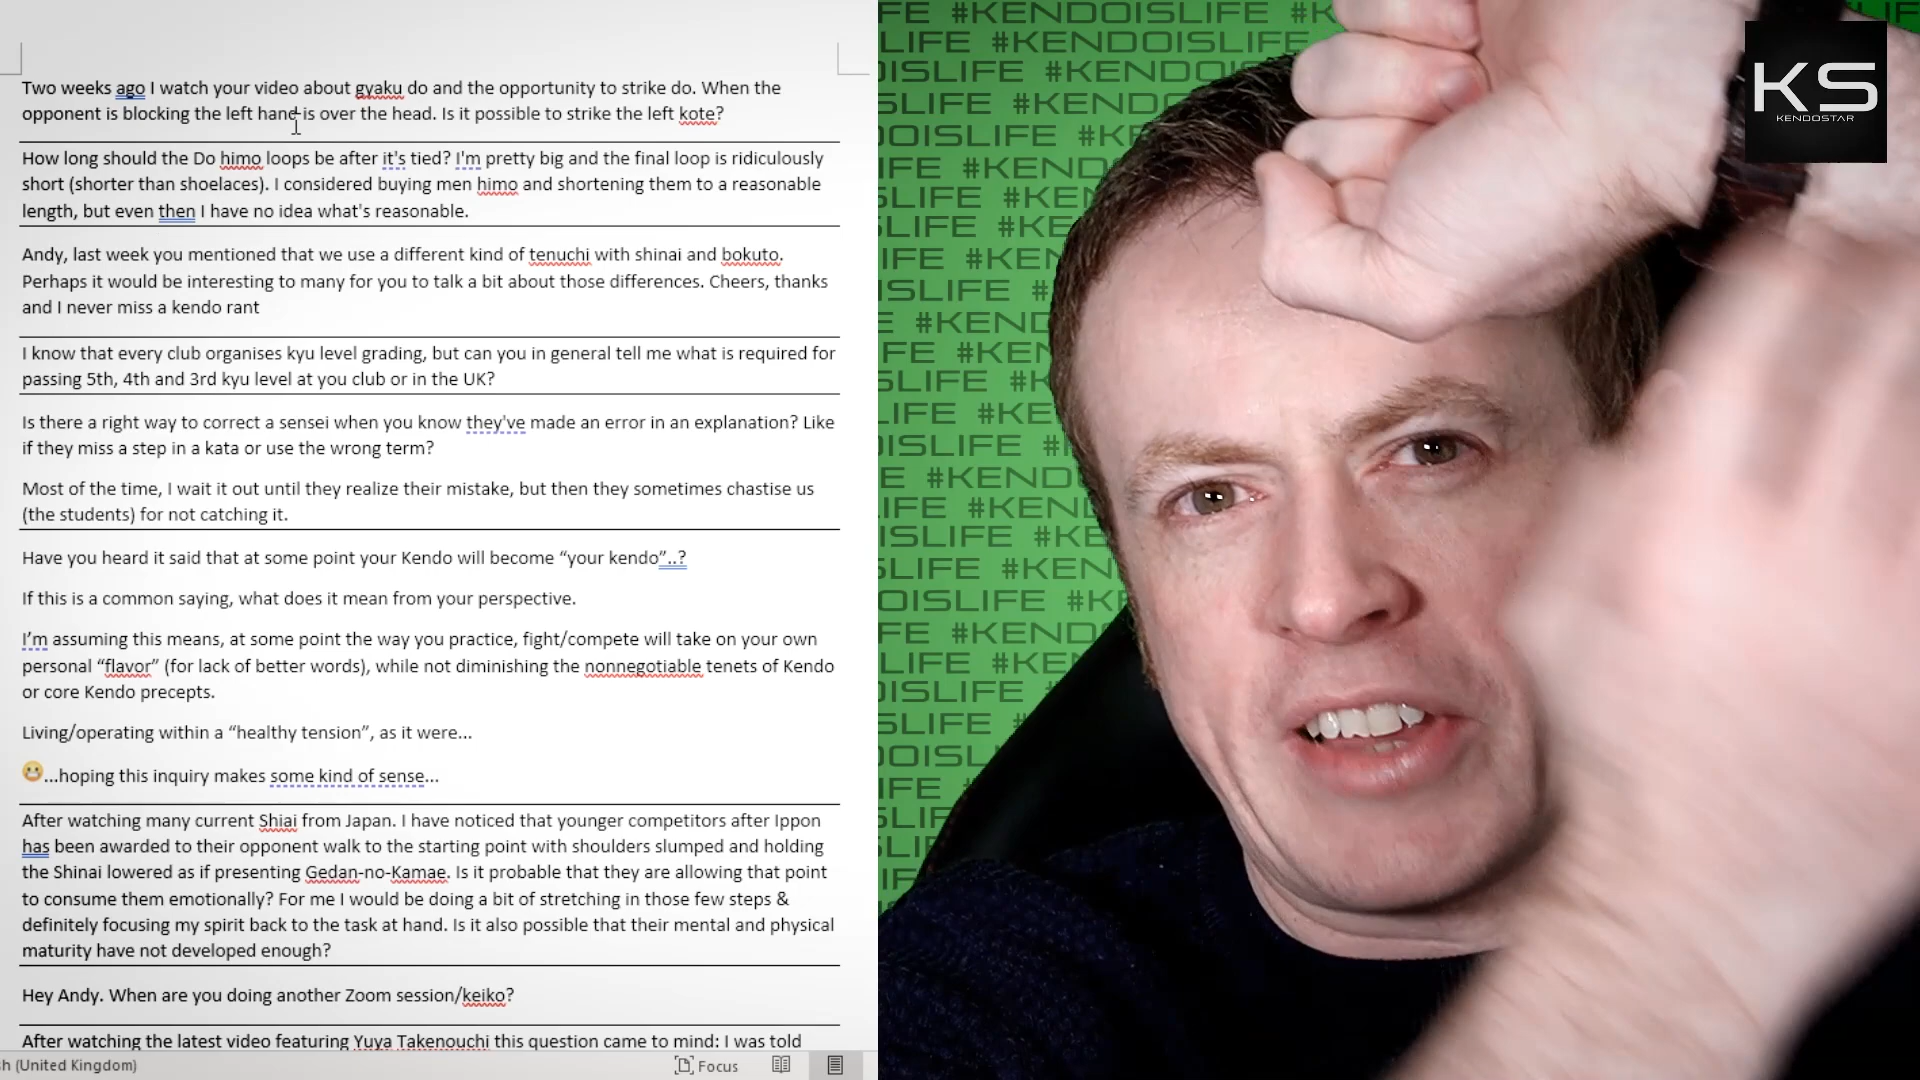 Two weeks ago I watch your video about gyaku do and the opportunity to strike do. When the
opponent is blocking the left hand is over the head. Is it possible to strike the left kote?
How long should the Do himo loops be after it's tied? I'm pretty big and the final loop is ridiculously
short (shorter than shoelaces). I considered buying men himo and shortening them to a reasonable
length, but even then I have no idea what's reasonable.
Andy, last week you mentioned that we use a different kind of tenuchi with shinai and bokuto.
Perhaps it would be interesting to many for you to talk a bit about those differences. Cheers, thanks
and I never miss a kendo rant
I know that every club organises kyu level grading, but can you in general tell me what is required for
passing 5th, 4th and 3rd kyu level at you club or in the UK?
Is there a right way to correct a sensei when you know they've made an error in an explanation? Like
if they miss a step in a kata or use the wrong term?
Most of the time, I wait it out until they realize their mistake, but then they sometimes chastise us
(the students) for not catching it.
Have you heard it said that at some point your Kendo will become “your kendo”..?
If this is a common saying, what does it mean from your perspective.
I’m assuming this means, at some point the way you practice, fight/compete will take on your own
personal “flavor” (for lack of better words), while not diminishing the nonnegotiable tenets of Kendo
or core Kendo precepts.
Living/operating within a “healthy tension”, as it were...
😬...hoping this inquiry makes some kind of sense...
After watching many current Shiai from Japan. I have noticed that younger competitors after Ippon
has been awarded to their opponent walk to the starting point with shoulders slumped and holding
the Shinai lowered as if presenting Gedan-no-Kamae. Is it probable that they are allowing that point
to consume them emotionally? For me I would be doing a bit of stretching in those few steps &
definitely focusing my spirit back to the task at hand. Is it also possible that their mental and physical
maturity have not developed enough?
Hey Andy. When are you doing another Zoom session/keiko?
After watching the latest video featuring Yuya Takenouchi this question came to mind: I was told
h (United Kingdom)
Focus
FE #KENDOISLIFE #K
LIFE #KENDOISLIFE
KS
KENDOSTAR